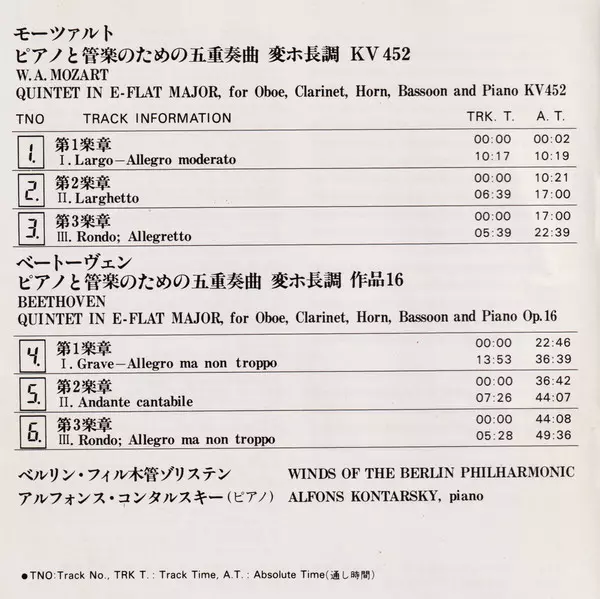 モーツァルト
ピアノと管楽のための五重奏曲 変ホ長調 KV 452
W. A. MOZART
QUINTET IN E-FLAT MAJOR, for Oboe, Clarinet, Horn, Bassoon and Piano KV452
TNO TRACK INFORMATION TRK. T. A. T.
1. 第1楽章 00:00 00:02
I. Largo—Allegro moderato 10:17 10:19
2. 第2楽章 00:00 10:21
II. Larghetto 06:39 17:00
3. 第3楽章 00:00 17:00
III. Rondo; Allegretto 05:39 22:39
ベートーヴェン
ピアノと管楽のための五重奏曲 変ホ長調 作品16
BEETHOVEN
QUINTET IN E-FLAT MAJOR, for Oboe, Clarinet, Horn, Bassoon and Piano Op.16
4. 第1楽章 00:00 22:46
I. Grave—Allegro ma non troppo 13:53 36:39
5. 第2楽章 00:00 36:42
II. Andante cantabile 07:26 44:07
6. 第3楽章 00:00 44:08
III. Rondo; Allegro ma non troppo 05:28 49:36
ベルリン・フィル木管ゾリステン WINDS OF THE BERLIN PHILHARMONIC
アルフォンス・コンタルスキー(ピアノ) ALFONS KONTARSKY, piano
●TNO:Track No., TRK T. : Track Time, A.T. : Absolute Time(通し時間)